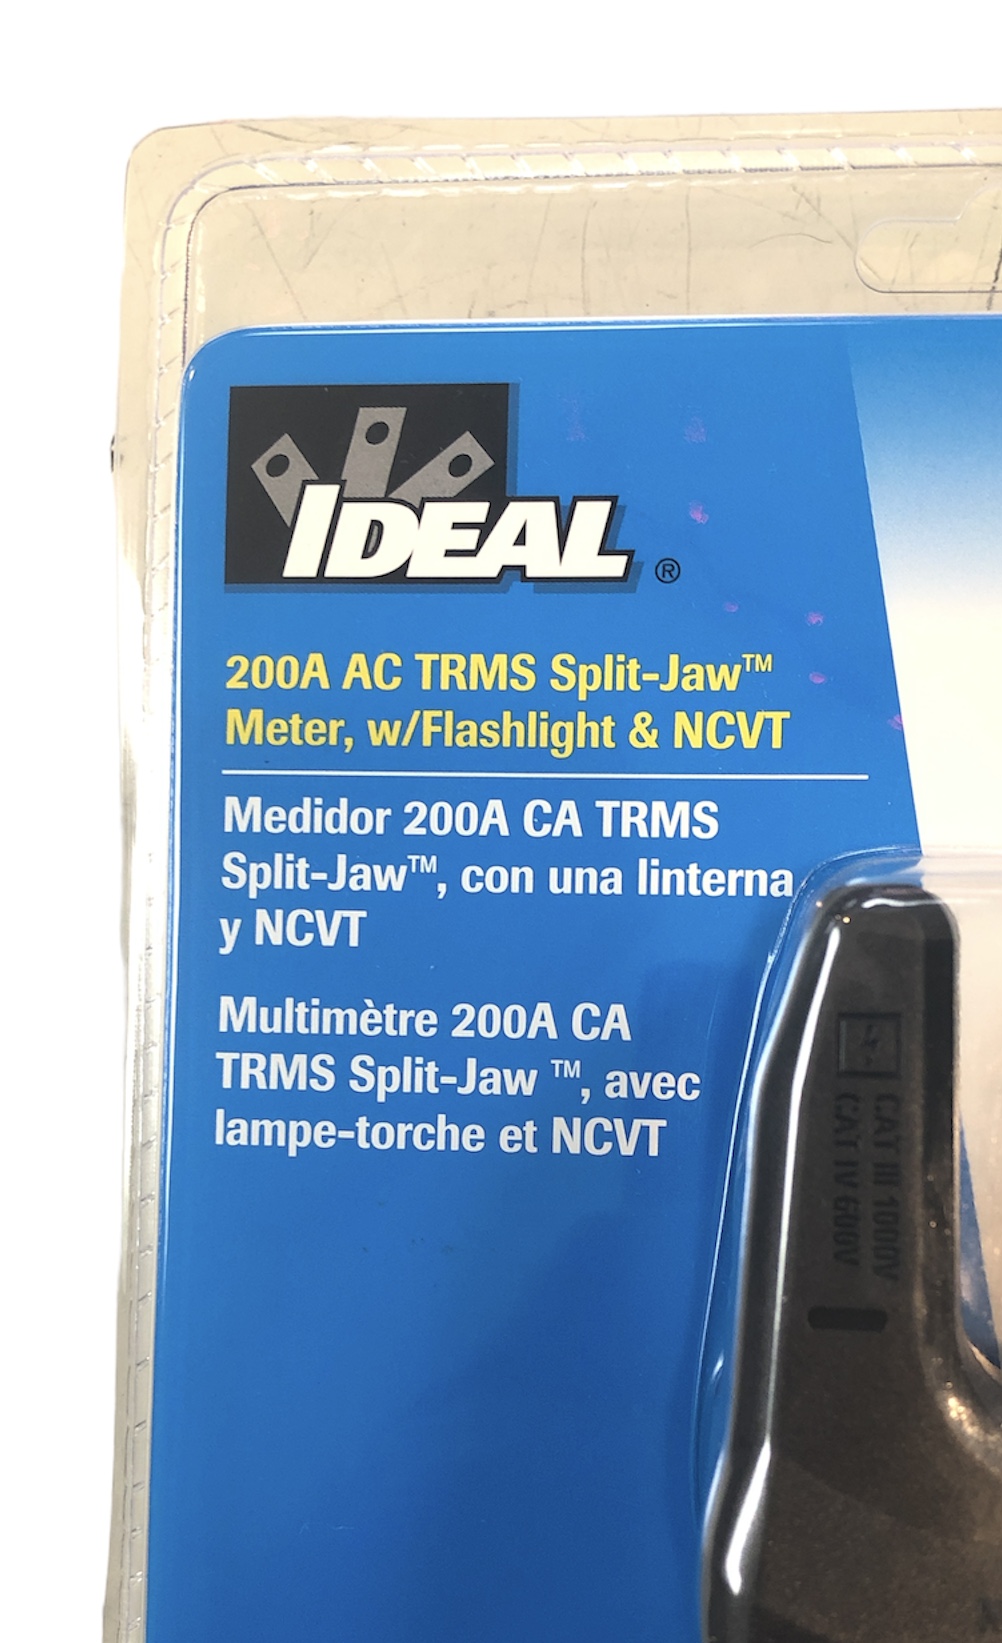 IDEAL®
200A AC TRMS Split-Jaw™
Meter, w/Flashlight & NCVT
Medidor 200A CA TRMS
Split-Jaw™, con una linterna
y NCVT
Multimètre 200A CA
TRMS Split-Jaw ™, avec
lampe-torche et NCVT
CAT III 1000V
CAT IV 600V